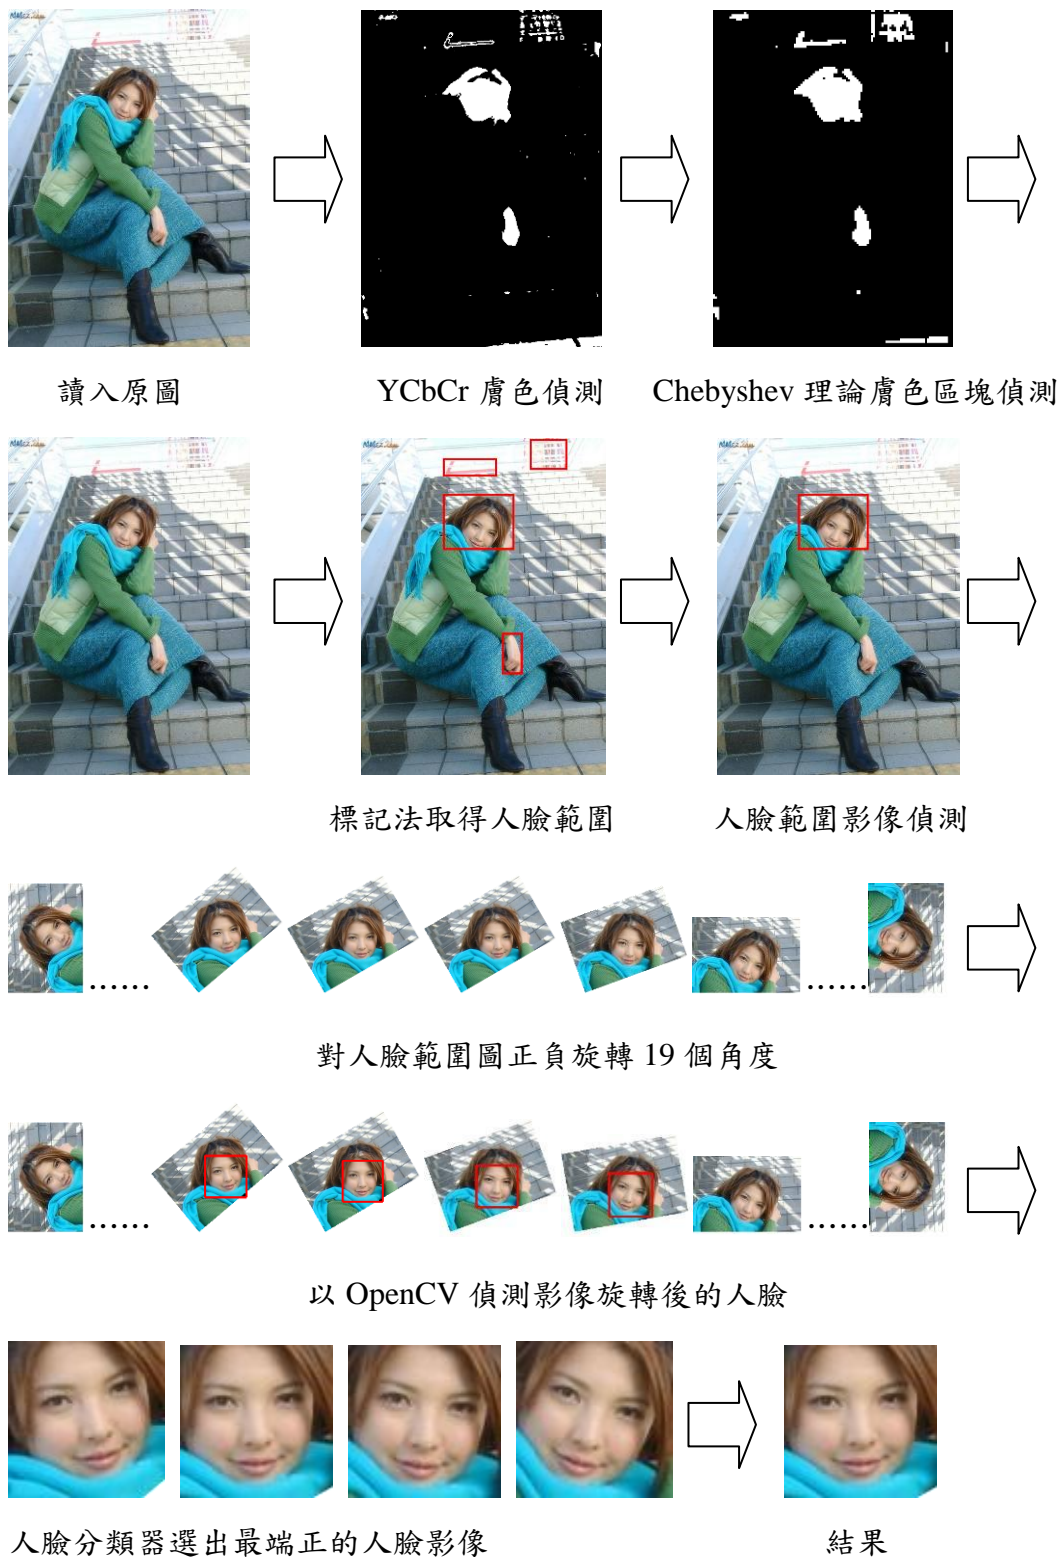 讀入原圖
YCbCr 膚色偵測
Chebyshev 理論膚色區塊偵測
標記法取得人臉範圍
人臉範圍影像偵測
......
......
對人臉範圍圖正負旋轉 19 個角度
......
......
以 OpenCV 偵測影像旋轉後的人臉
人臉分類器選出最端正的人臉影像
結果